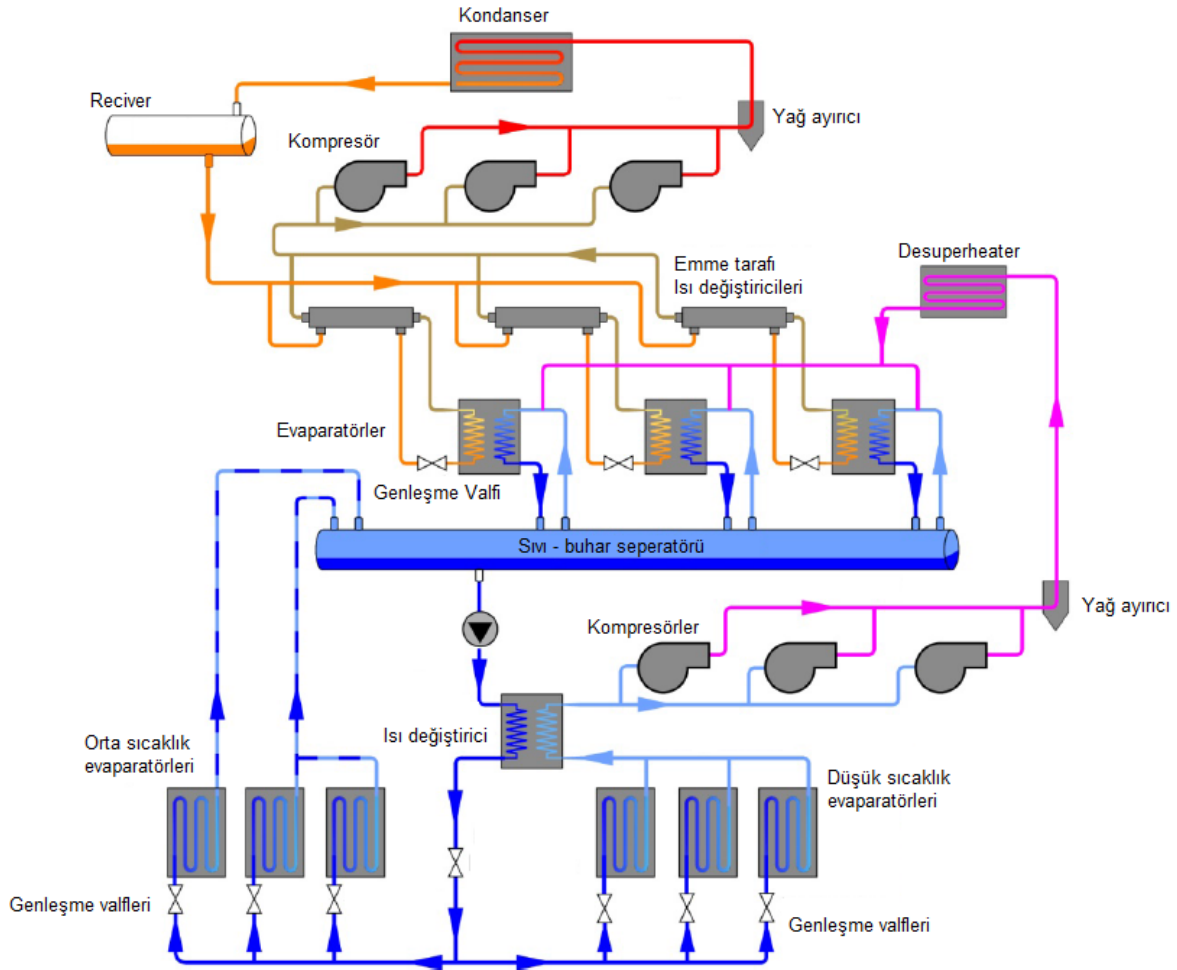 Kondanser
Reciver
Yağ ayırıcı
Kompresör
Desuperheater
Emme tarafı
Isı değiştiricileri
Evaparatörler
Genleşme Valfi
Sıvı - buhar seperatörü
Kompresörler
Yağ ayırıcı
Isı değiştirici
Orta sıcaklık
evaparatörleri
Düşük sıcaklık
evaparatörleri
Genleşme valfleri
Genleşme valfleri